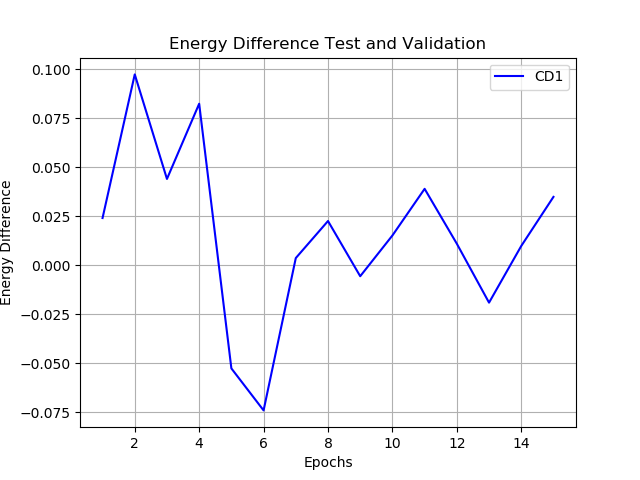 Energy Difference Test and Validation
CD1
0.100
0.075
0.050
0.025
0.000
−0.025
−0.050
−0.075
Energy Difference
2 4 6 8 10 12 14
Epochs